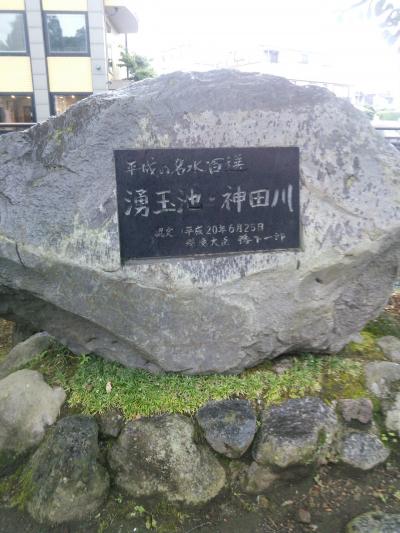 平成の名水百選
湧玉池・神田川
認定 平成20年6月25日
環境大臣 鴨下一郎